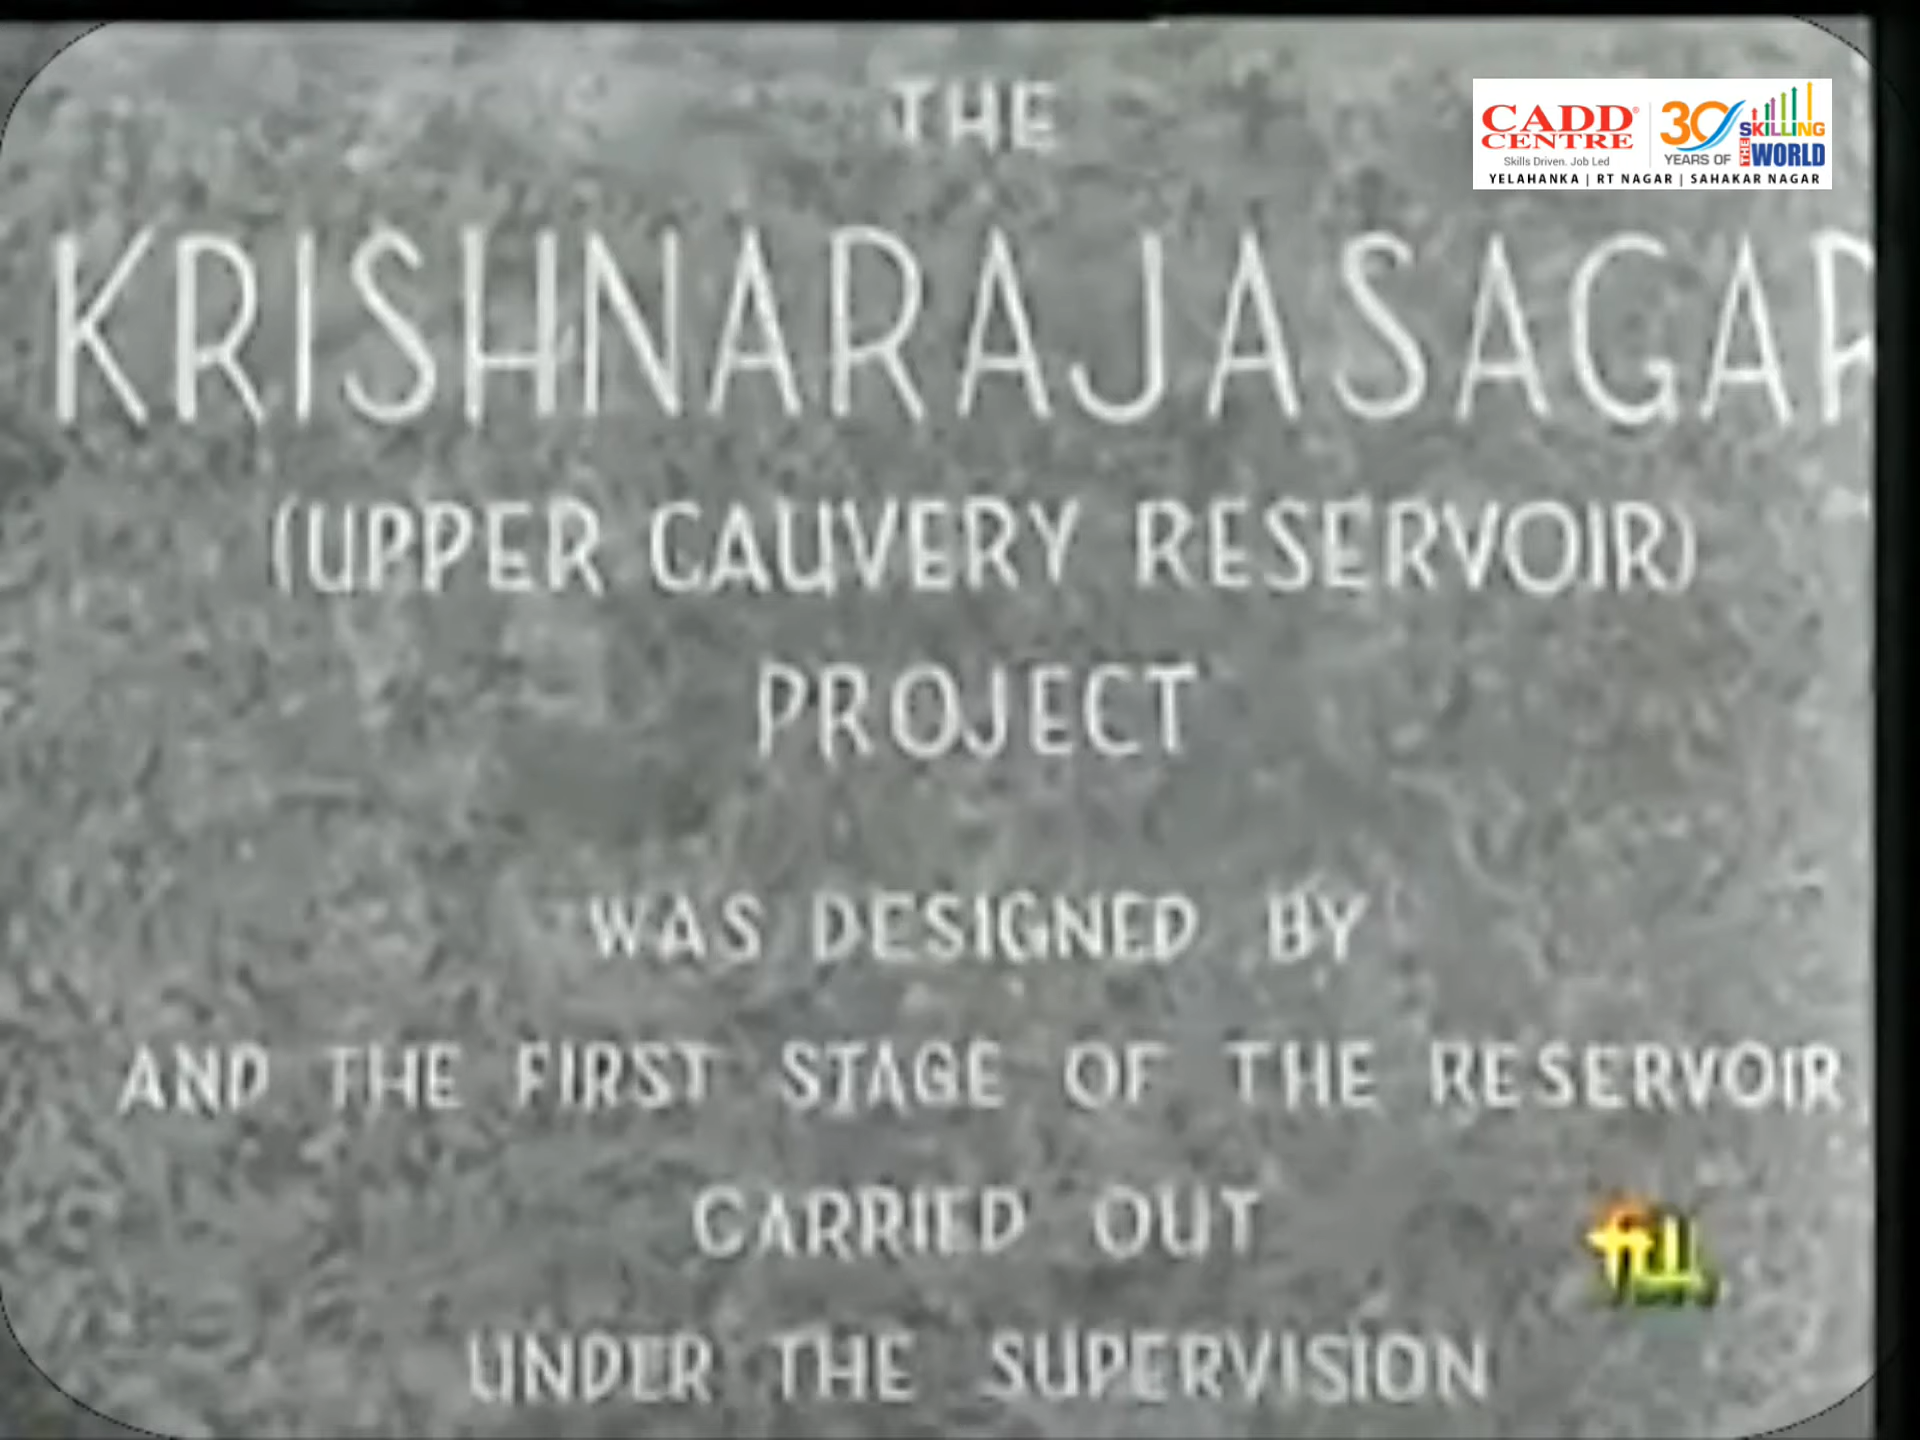 THE
KRISHNARAJASAGAR
(UPPER CAUVERY RESERVOIR)
PROJECT
WAS DESIGNED BY
AND THE FIRST STAGE OF THE RESERVOIR
CARRIED OUT
UNDER THE SUPERVISION
CADD® CENTRE
Skills Driven. Job Led
30 YEARS OF SKILLING THE WORLD
YELAHANKA | RT NAGAR | SAHAKAR NAGAR